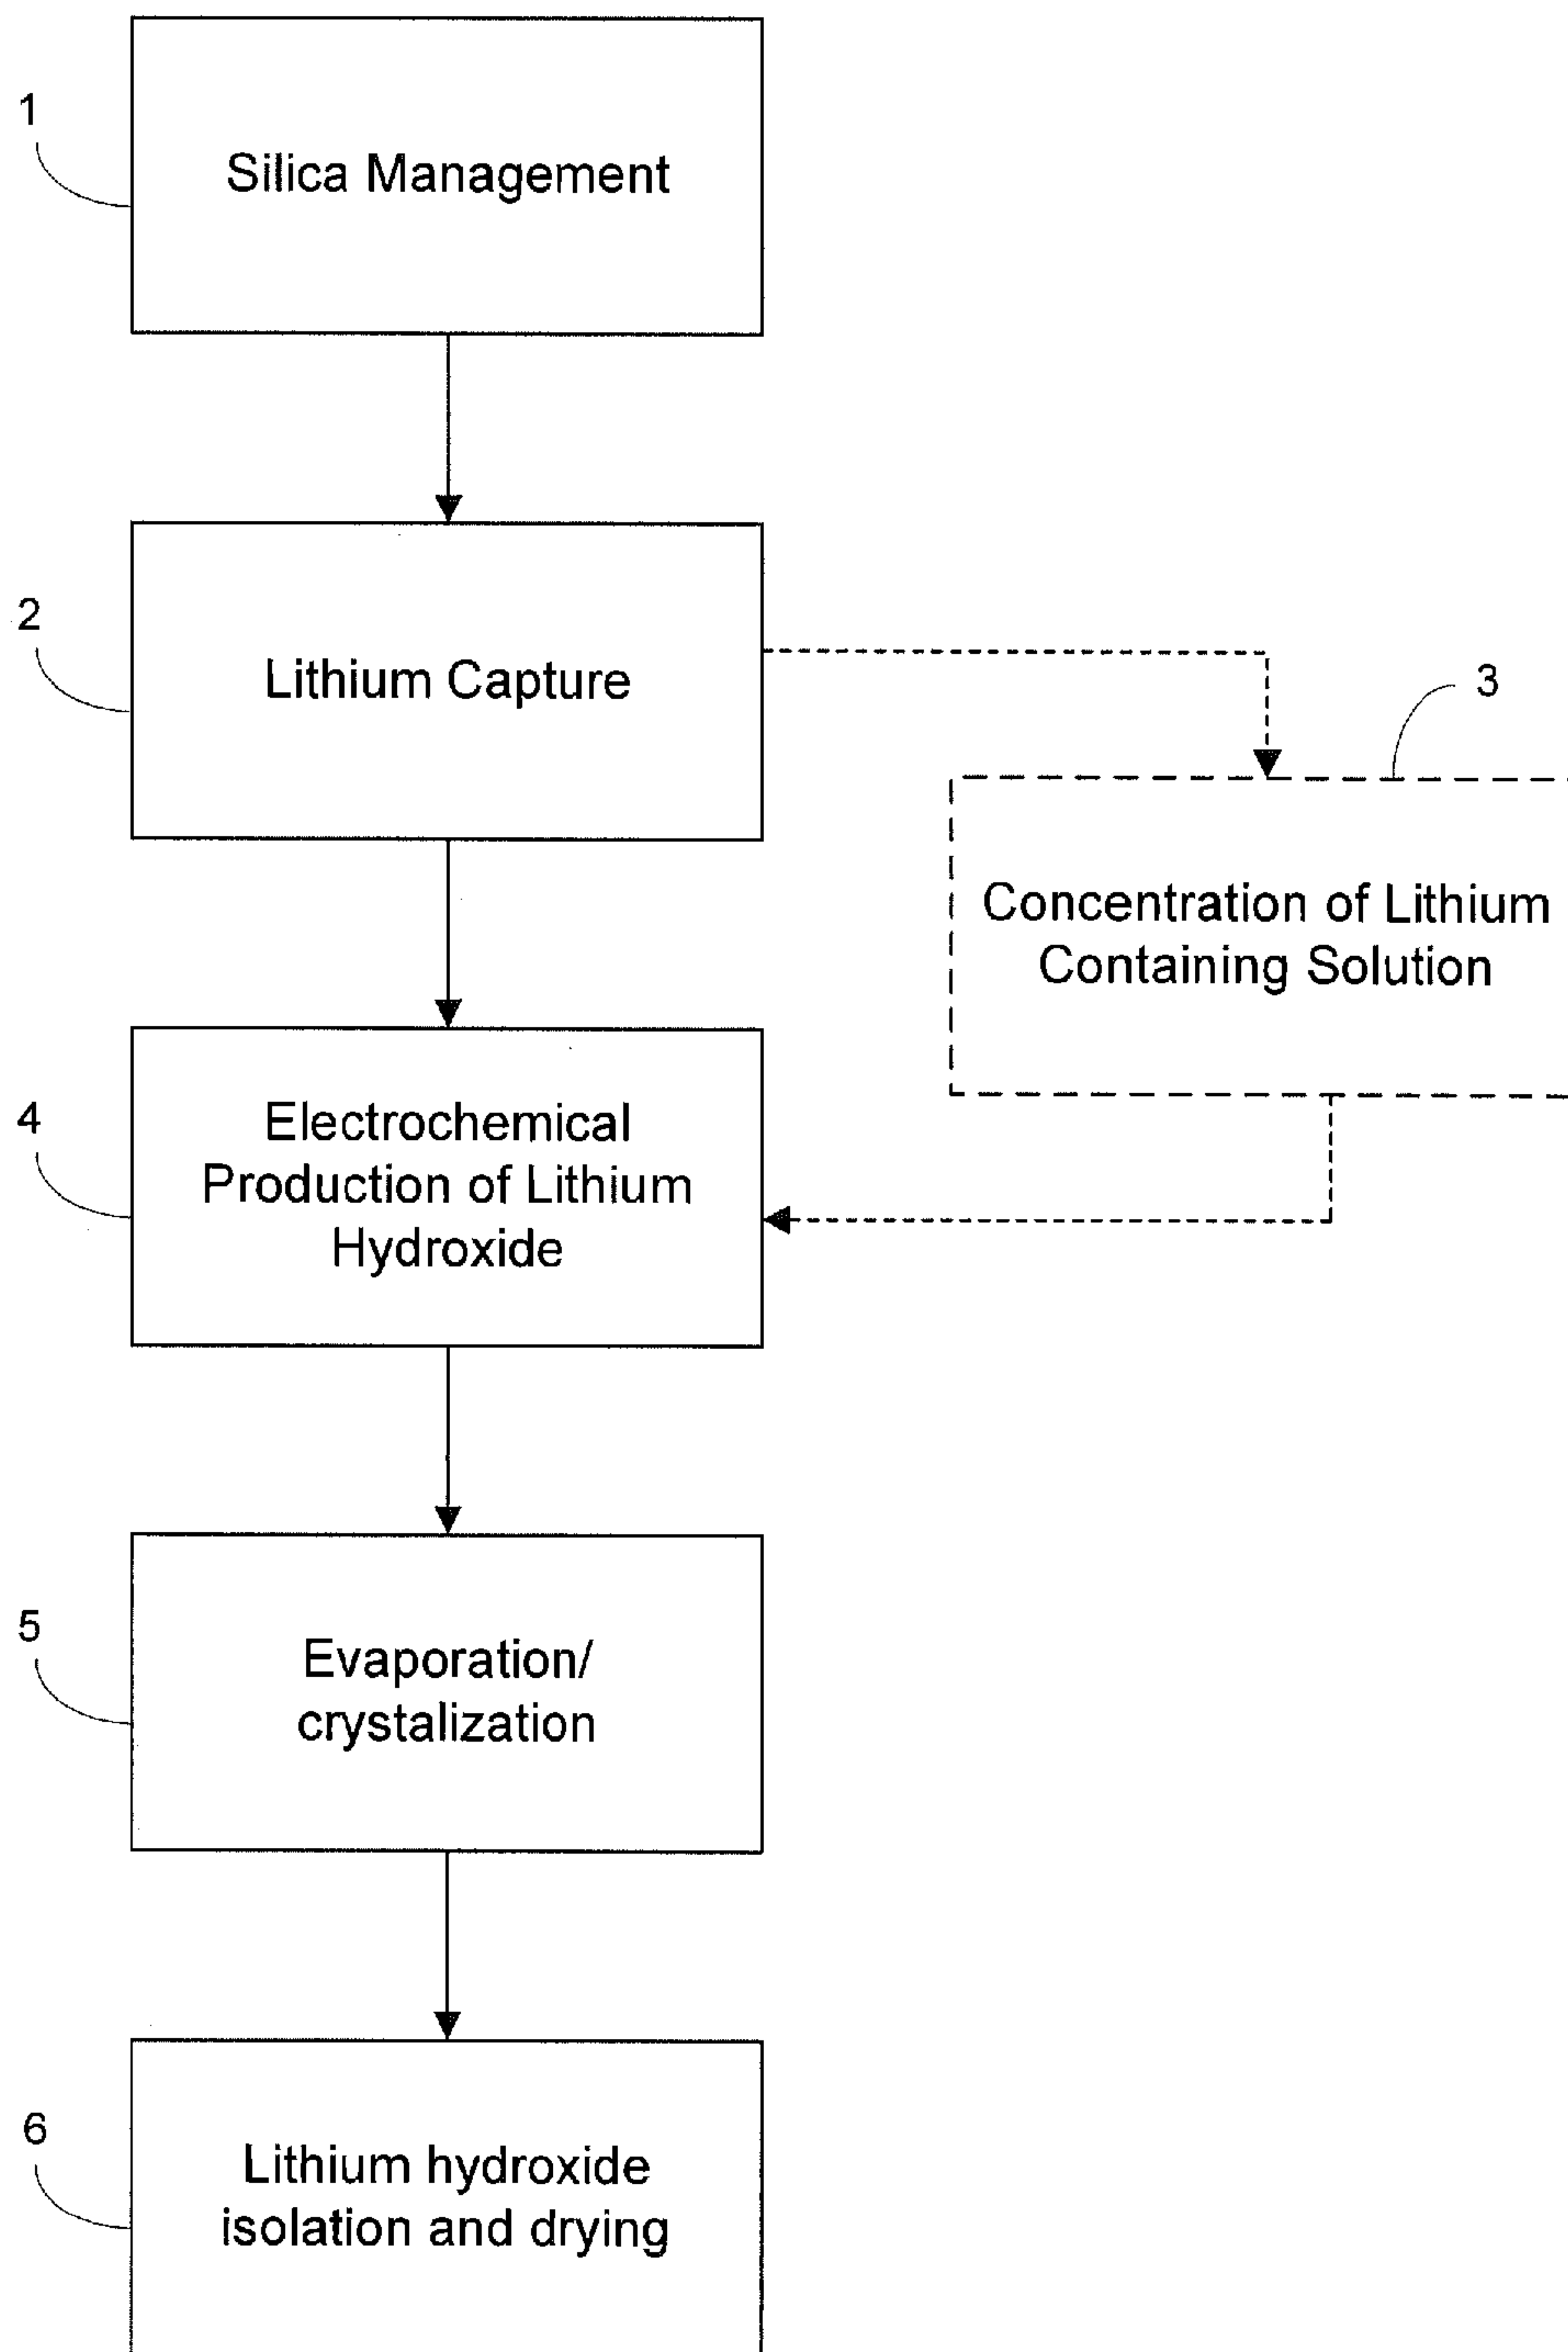 1
Silica Management
2
Lithium Capture
3
Concentration of Lithium
Containing Solution
4
Electrochemical
Production of Lithium
Hydroxide
5
Evaporation/
crystalization
6
Lithium hydroxide
isolation and drying